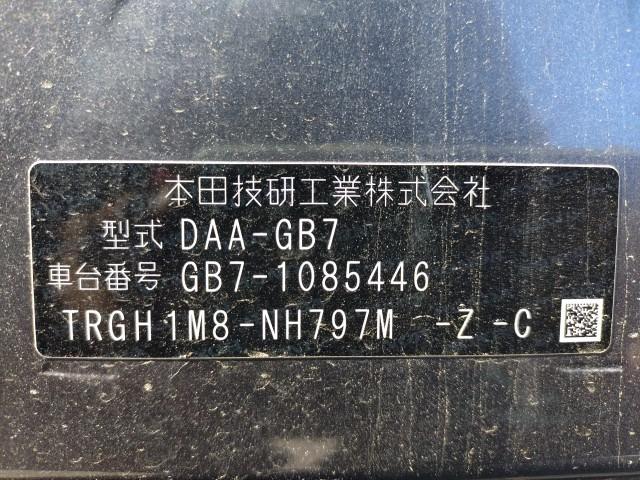 本田技研工業株式会社
型式 DAA-GB7
車台番号 GB7-1085446
TRGH1M8-NH797M -Z -C